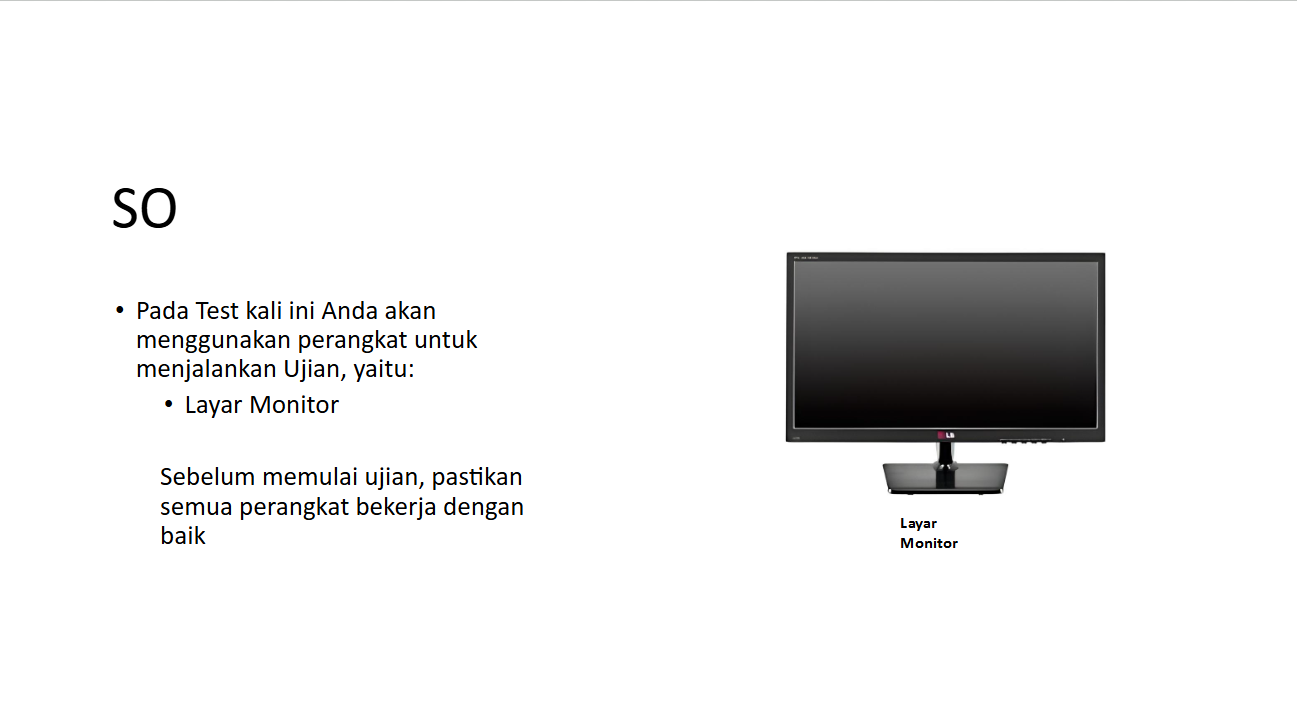 SO
• Pada Test kali ini Anda akan
menggunakan perangkat untuk
menjalankan Ujian, yaitu:
• Layar Monitor
Sebelum memulai ujian, pastikan
semua perangkat bekerja dengan
baik
LG
Layar
Monitor